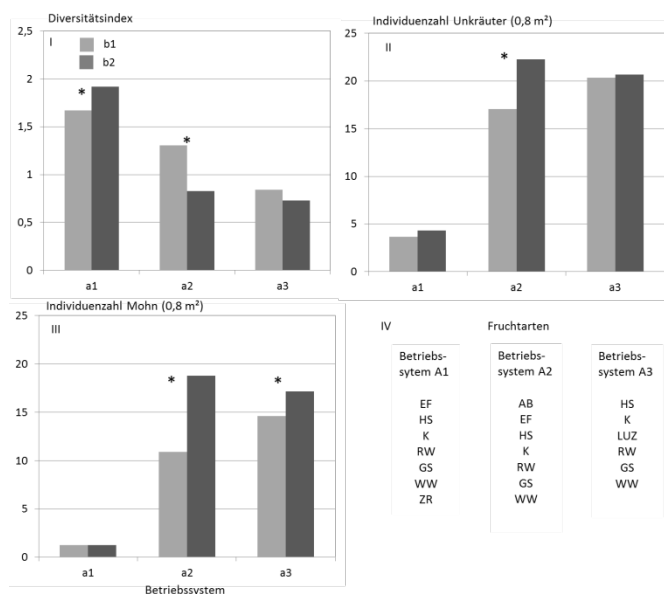 Diversitätsindex
I
b1
b2
2,5
2
1,5
1
0,5
0
*
*
a1 a2 a3
Individuenzahl Unkräuter (0,8 m²)
II
25
20
15
10
5
0
*
a1 a2 a3
Individuenzahl Mohn (0,8 m²)
III
25
20
15
10
5
0
* *
a1 a2 a3
Betriebssystem
IV Fruchtarten
Betriebs-
sytem A1
EF
HS
K
RW
GS
WW
ZR
Betriebs-
system A2
AB
EF
HS
K
RW
GS
WW
Betriebs-
sytem A3
HS
K
LUZ
RW
GS
WW